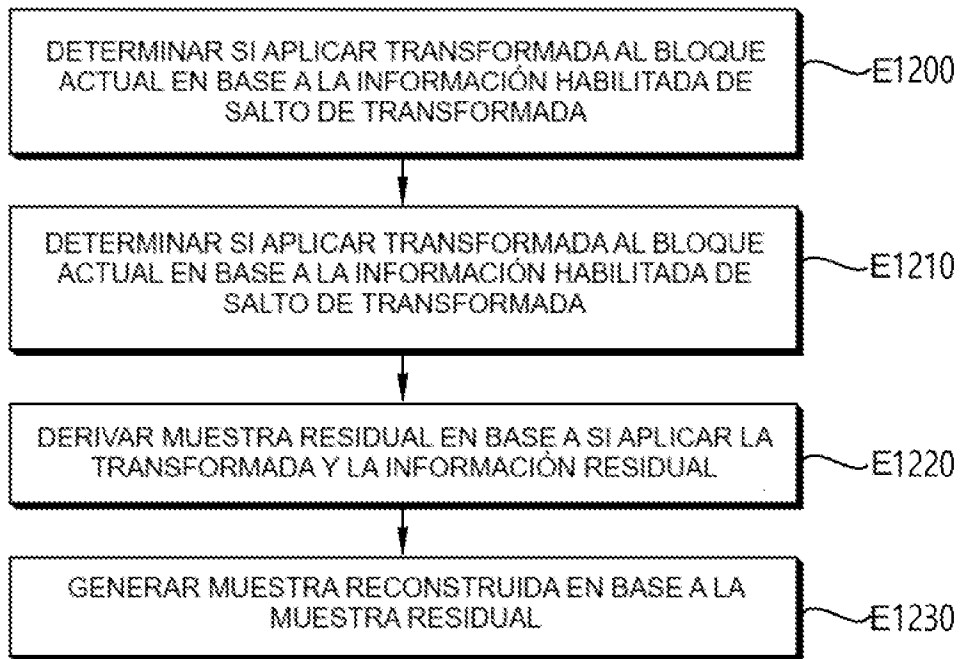 DETERMINAR SI APLICAR TRANSFORMADA AL BLOQUE
ACTUAL EN BASE A LA INFORMACIÓN HABILITADA DE
SALTO DE TRANSFORMADA
E1200
DETERMINAR SI APLICAR TRANSFORMADA AL BLOQUE
ACTUAL EN BASE A LA INFORMACIÓN HABILITADA DE
SALTO DE TRANSFORMADA
E1210
DERIVAR MUESTRA RESIDUAL EN BASE A SI APLICAR LA
TRANSFORMADA Y LA INFORMACIÓN RESIDUAL
E1220
GENERAR MUESTRA RECONSTRUIDA EN BASE A LA
MUESTRA RESIDUAL
E1230